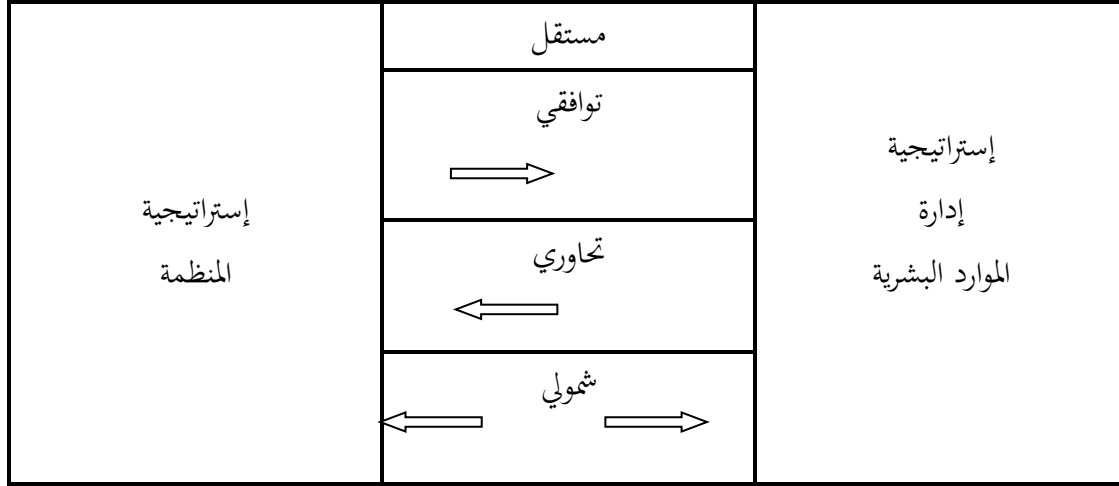 إستراتيجية
إدارة
الموارد البشرية
مستقل
توافقي
تحاوري
شمولي
إستراتيجية
المنظمة